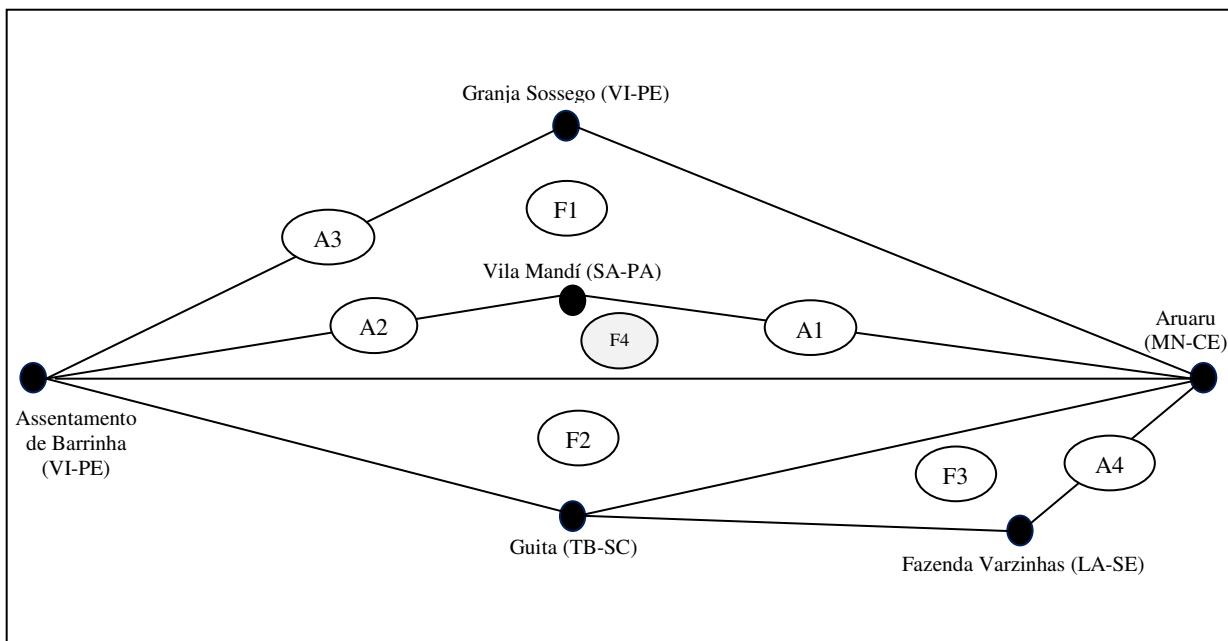 Granja Sossego (VI-PE)
F1
A3
Vila Mandí (SA-PA)
A2
F4
A1
Aruaru
(MN-CE)
Assentamento
de Barrinha
(VI-PE)
F2
A4
F3
Guita (TB-SC)
Fazenda Varzinhas (LA-SE)